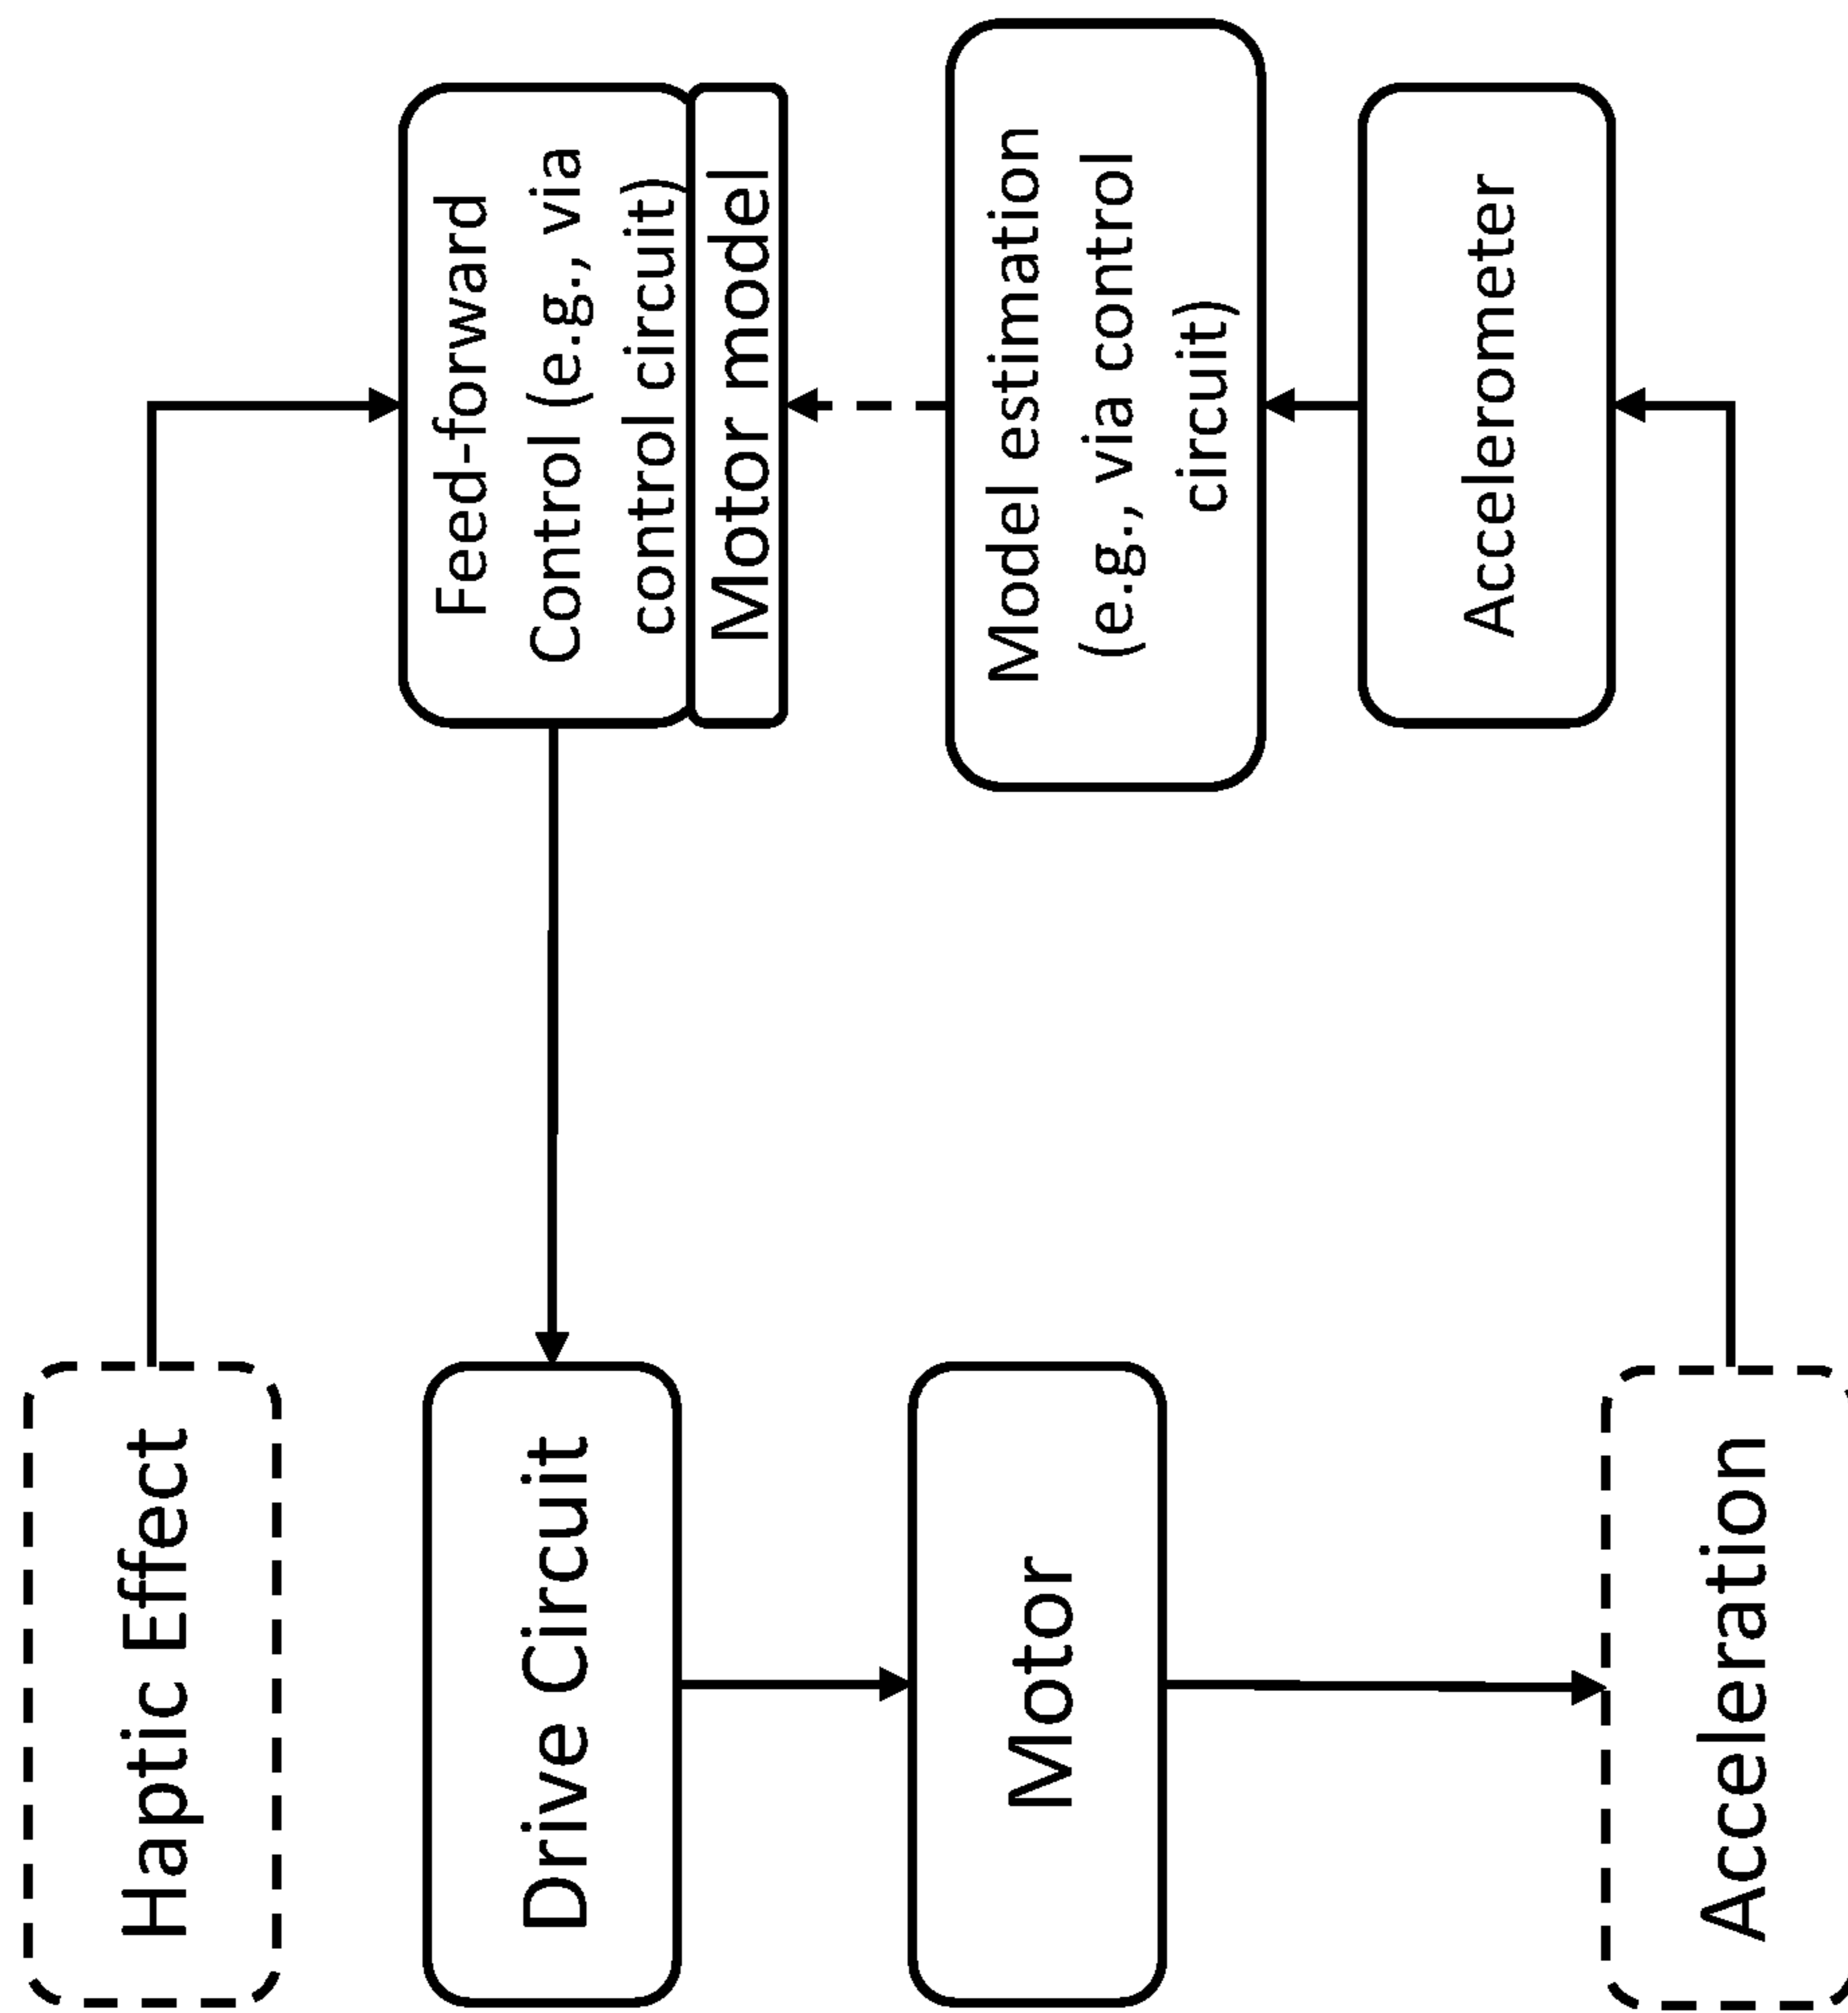 Haptic Effect
Feed-forward
Control (e.g., via
control circuit)
Motor model
Drive Circuit
Motor
Model estimation
(e.g., via control
circuit)
Accelerometer
Acceleration